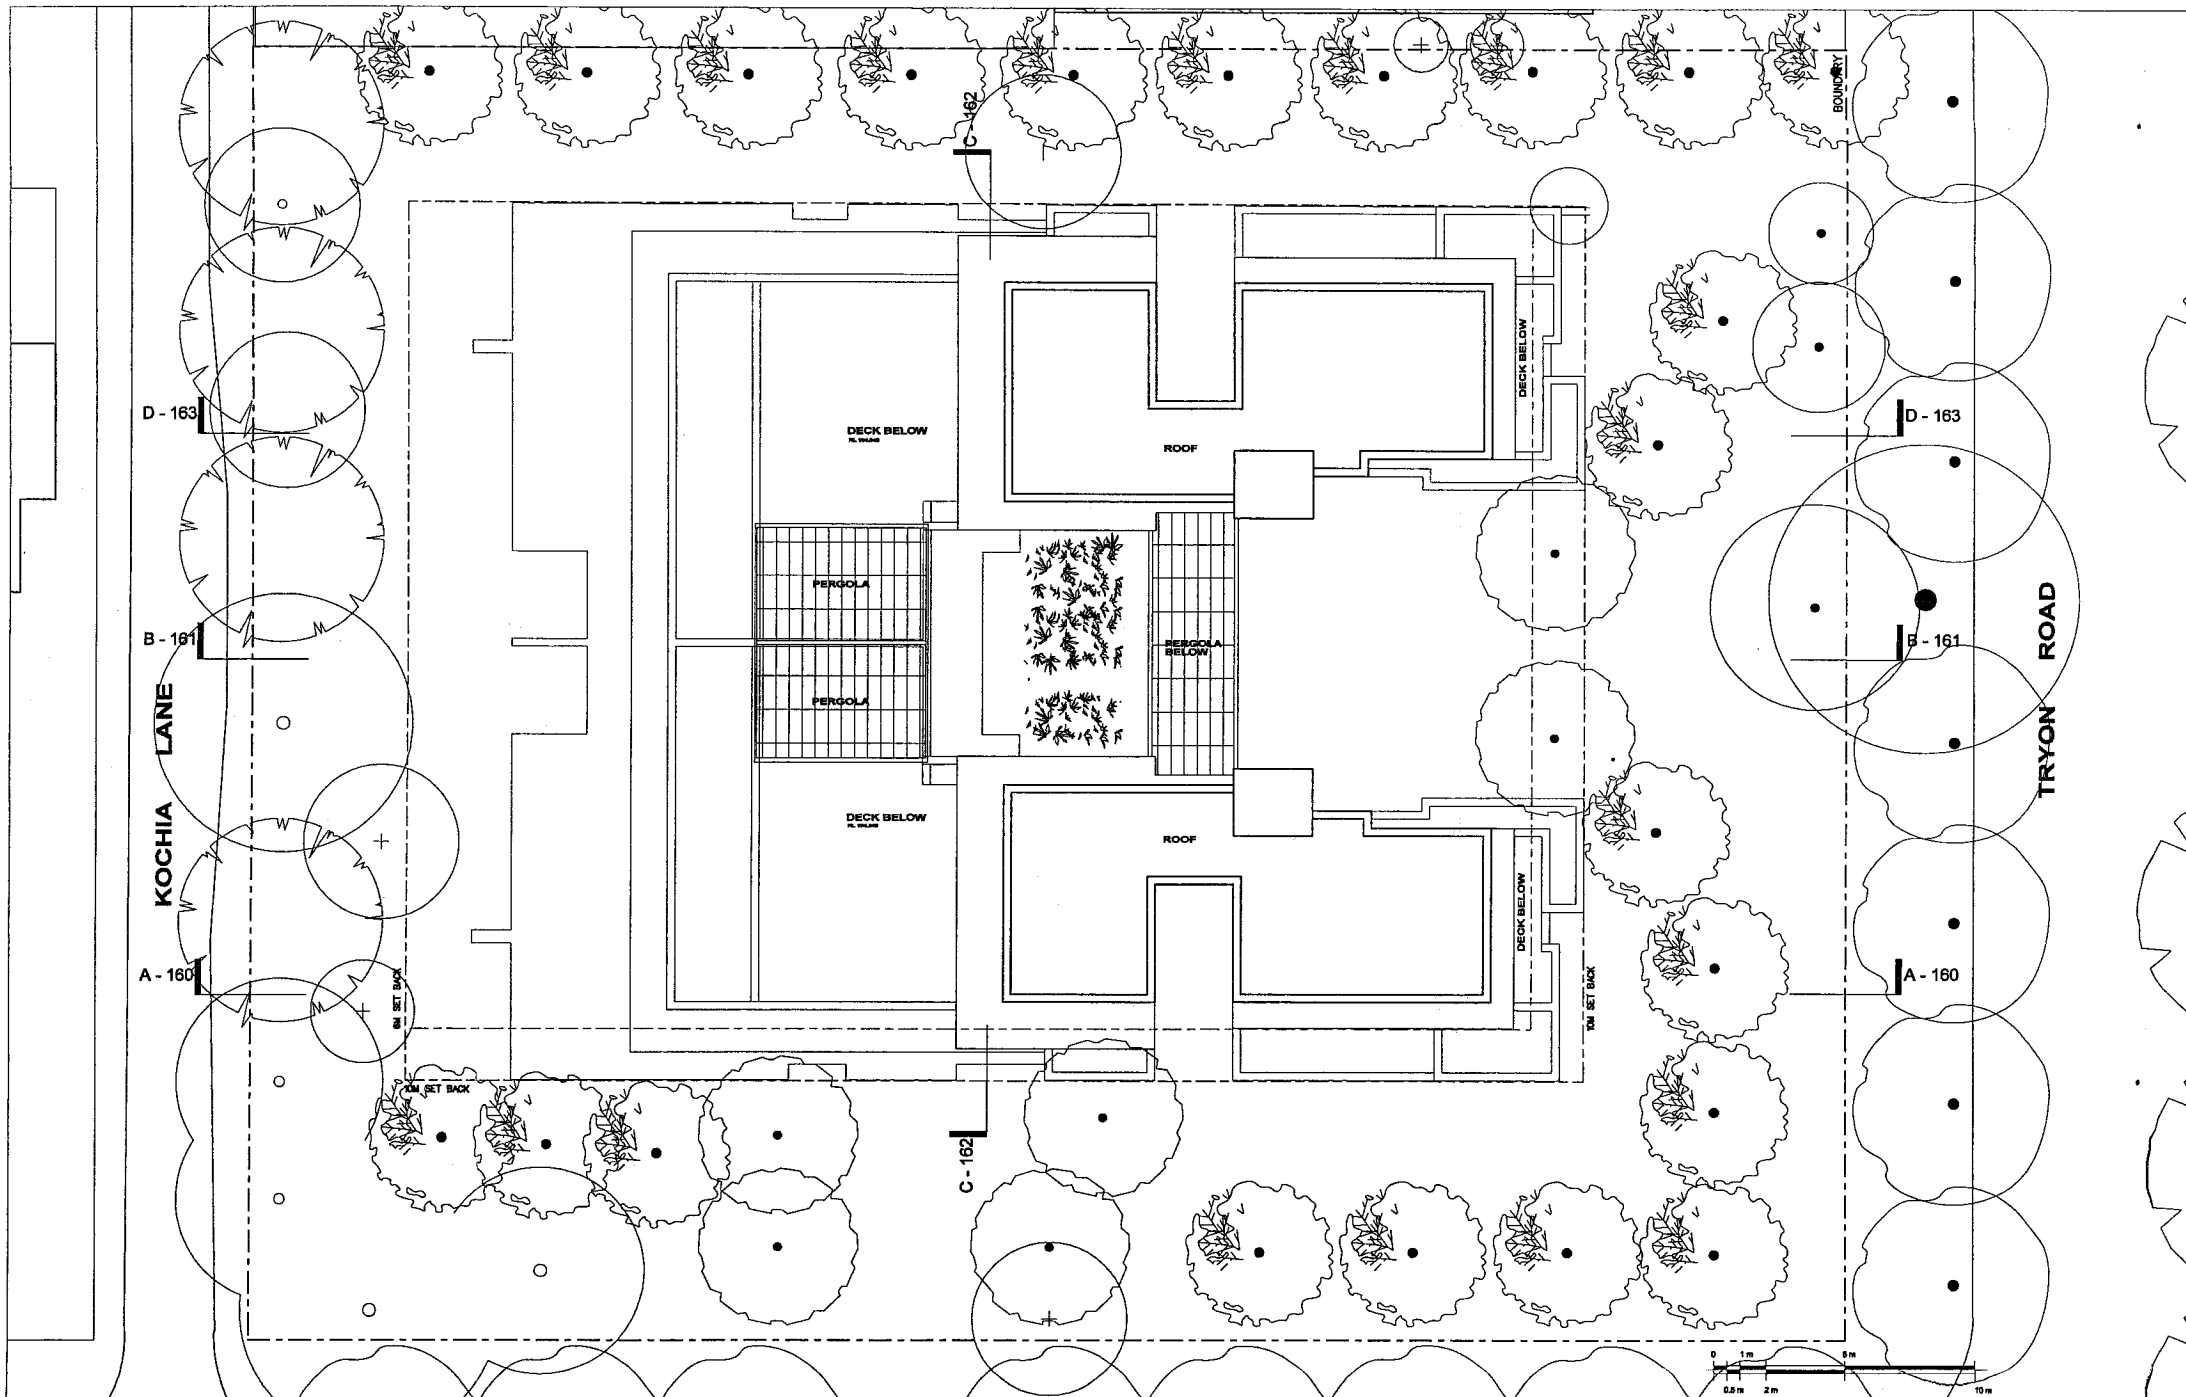 BOUNDARY
C - 162
DECK BELOW
D - 163
D - 163
DECK BELOW
ROOF
PERGOLA
B - 161
PERGOLA
BELOW
B - 161
TRYON ROAD
KOCHIA LANE
PERGOLA
DECK BELOW
ROOF
DECK BELOW
A - 160
A - 160
6M SET BACK
10M SET BACK
10M SET BACK
C - 162
0 1 m 5 m
0.5 m 2 m 10 m